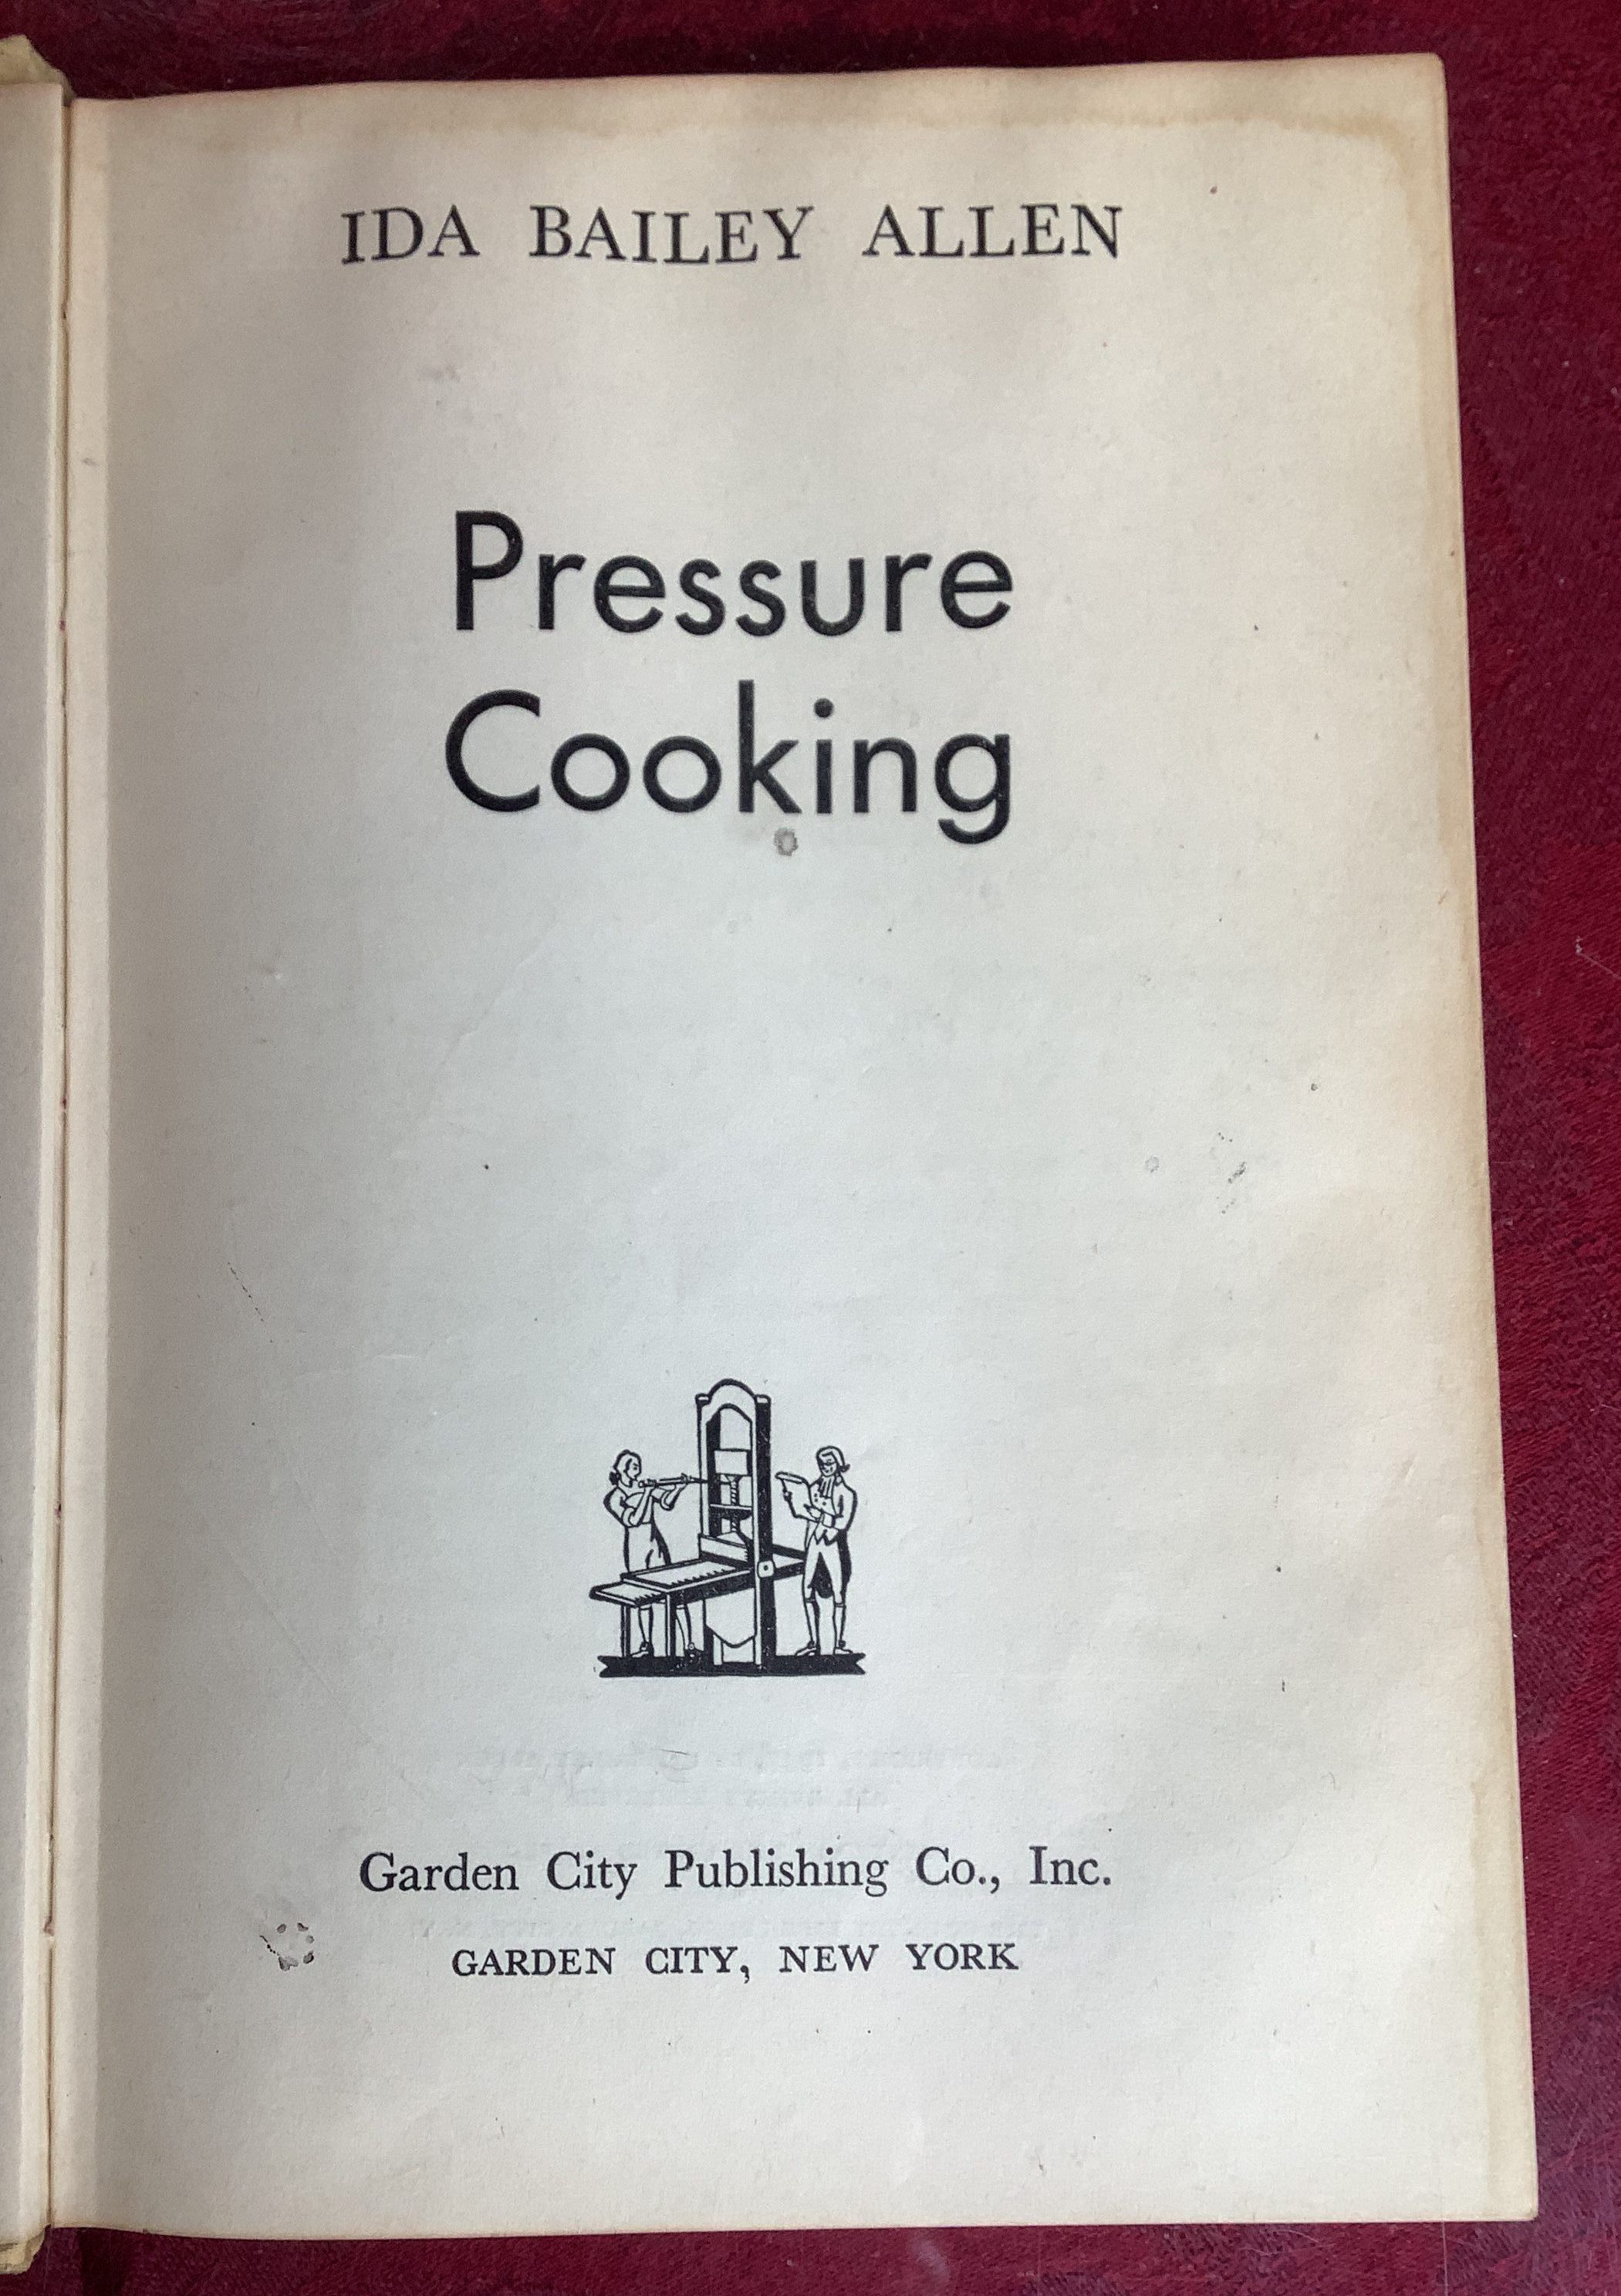 IDA BAILEY ALLEN
Pressure
Cooking
Garden City Publishing Co., Inc.
GARDEN CITY, NEW YORK